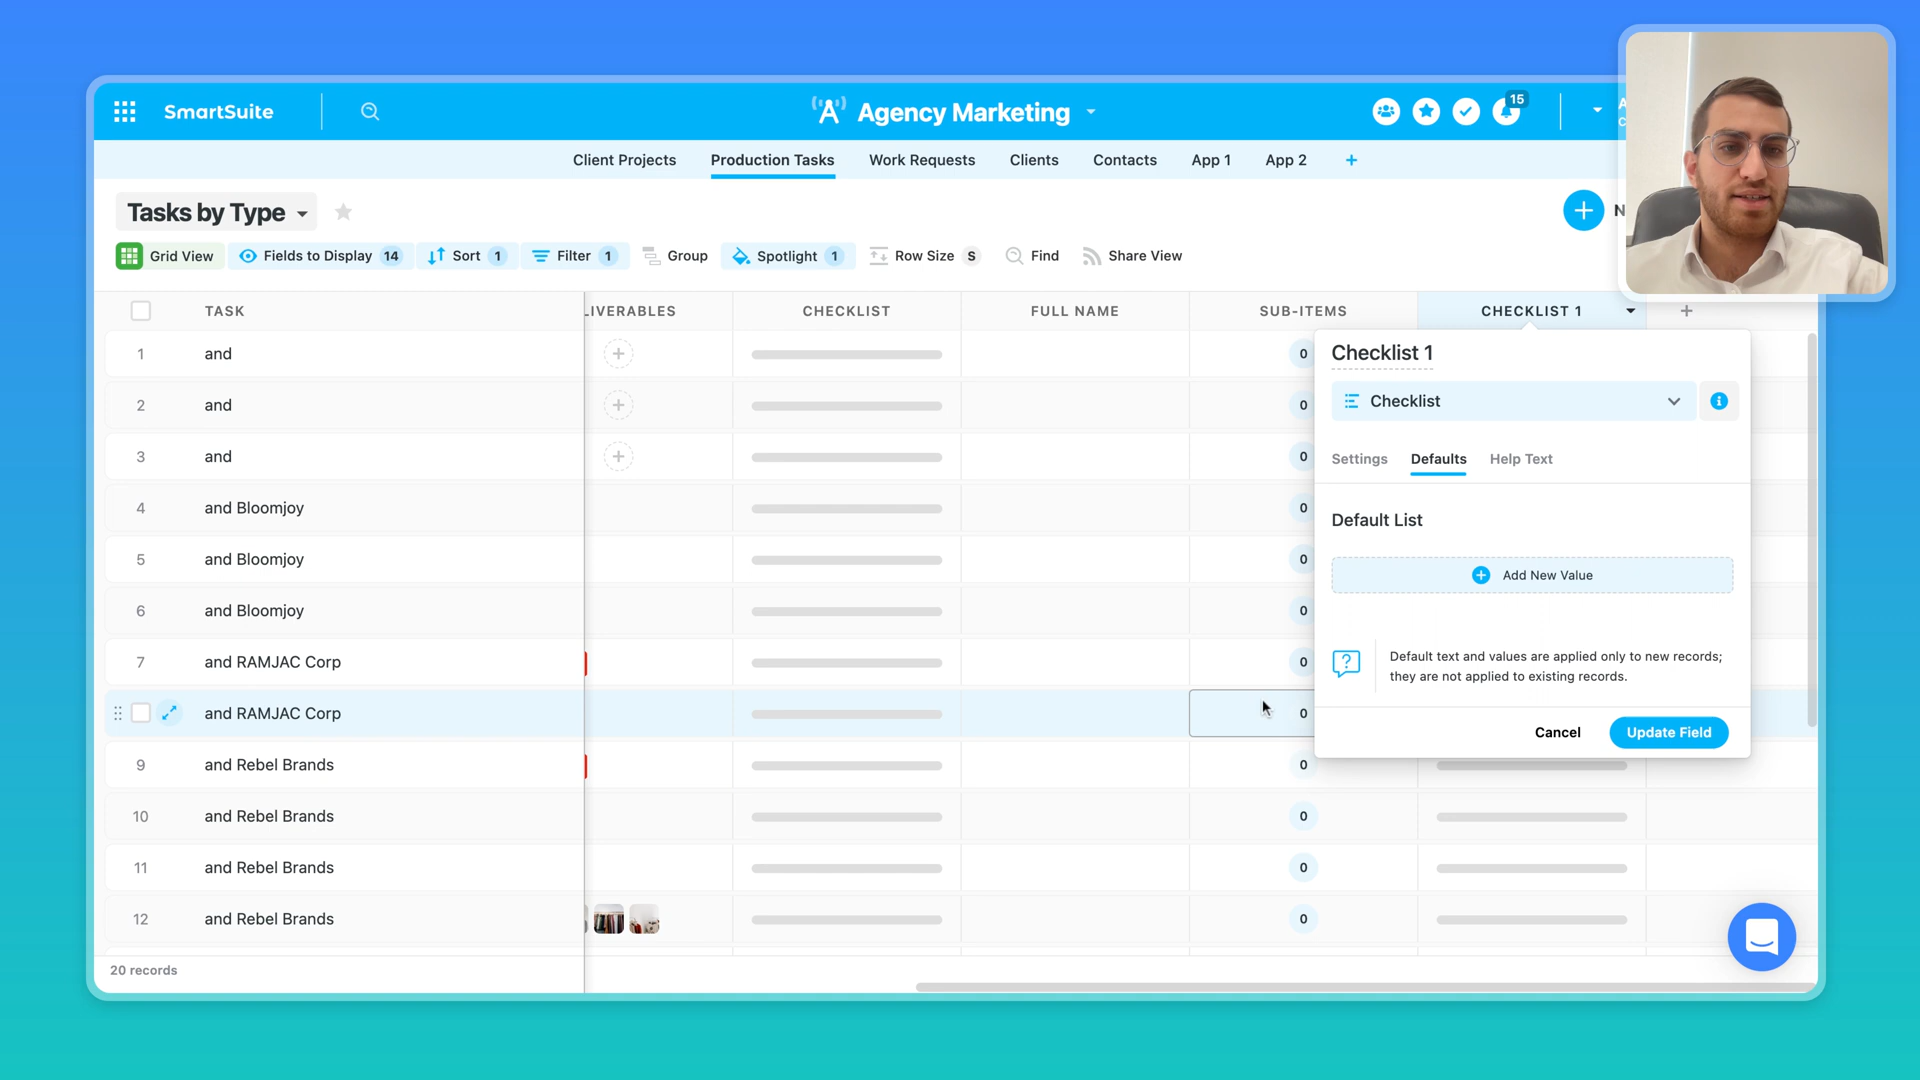 SmartSuite
Agency Marketing
15
Client Projects
Production Tasks
Work Requests
Clients
Contacts
App 1
App 2
Tasks by Type
Grid View
Fields to Display 14
Sort 1
Filter 1
Group
Spotlight 1
Row Size S
Find
Share View
TASK
LIVERABLES
CHECKLIST
FULL NAME
SUB-ITEMS
CHECKLIST 1
1 and 0
2 and 0
3 and 0
4 and Bloomjoy 0
5 and Bloomjoy 0
6 and Bloomjoy 0
7 and RAMJAC Corp 0
and RAMJAC Corp 0
9 and Rebel Brands 0
10 and Rebel Brands 0
11 and Rebel Brands 0
12 and Rebel Brands 0
20 records
Checklist 1
Checklist
Settings
Defaults
Help Text
Default List
Add New Value
Default text and values are applied only to new records;
they are not applied to existing records.
Cancel
Update Field